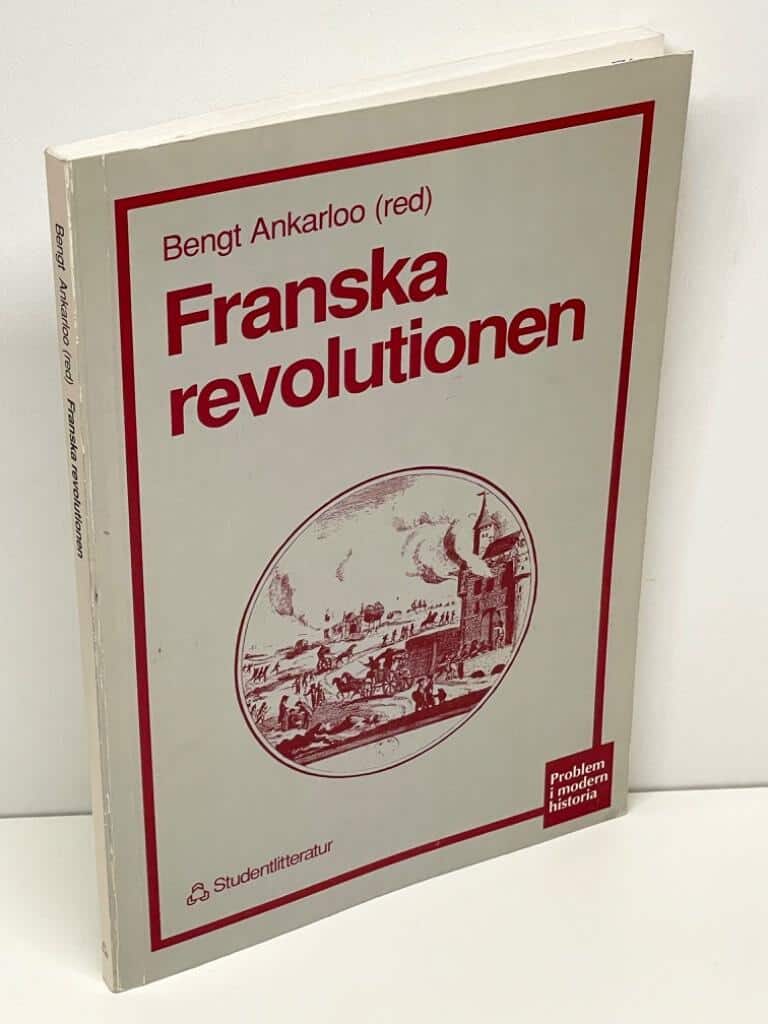 Bengt Ankarloo (red)
Franska
revolutionen
Problem
i modern
historia
Studentlitteratur
Bengt Ankarloo (red) Franska revolutionen